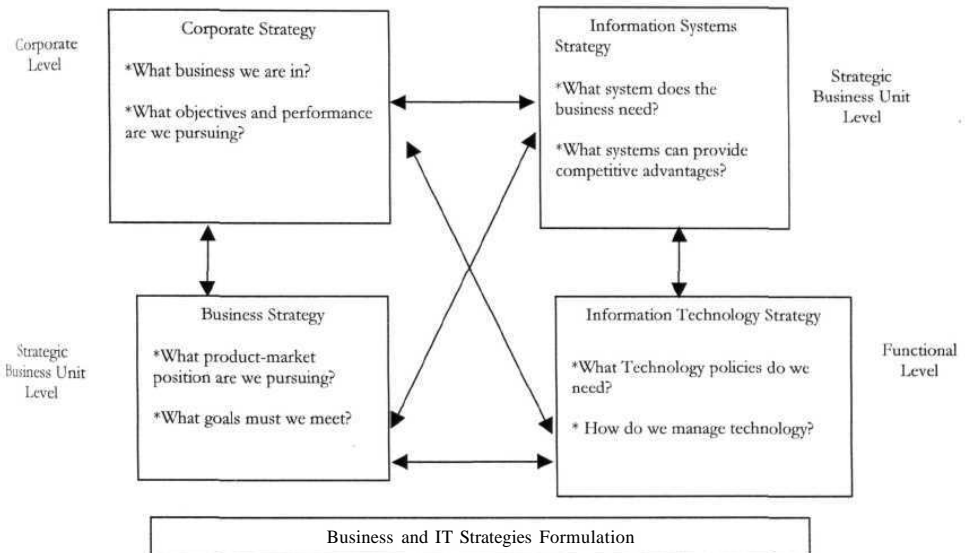 Corporate
Level
Corporate Strategy
*What business we are in?
*What objectives and performance
are we pursuing?
Information Systems
Strategy
*What system does the
business need?
*What systems can provide
competitive advantages?
Strategic
Business Unit
Level
Strategic
Business Unit
Level
Business Strategy
*What product-market
position are we pursuing?
*What goals must we meet?
Information Technology Strategy
*What Technology policies do we
need?
* How do we manage technology?
Functional
Level
Business and IT Strategies Formulation